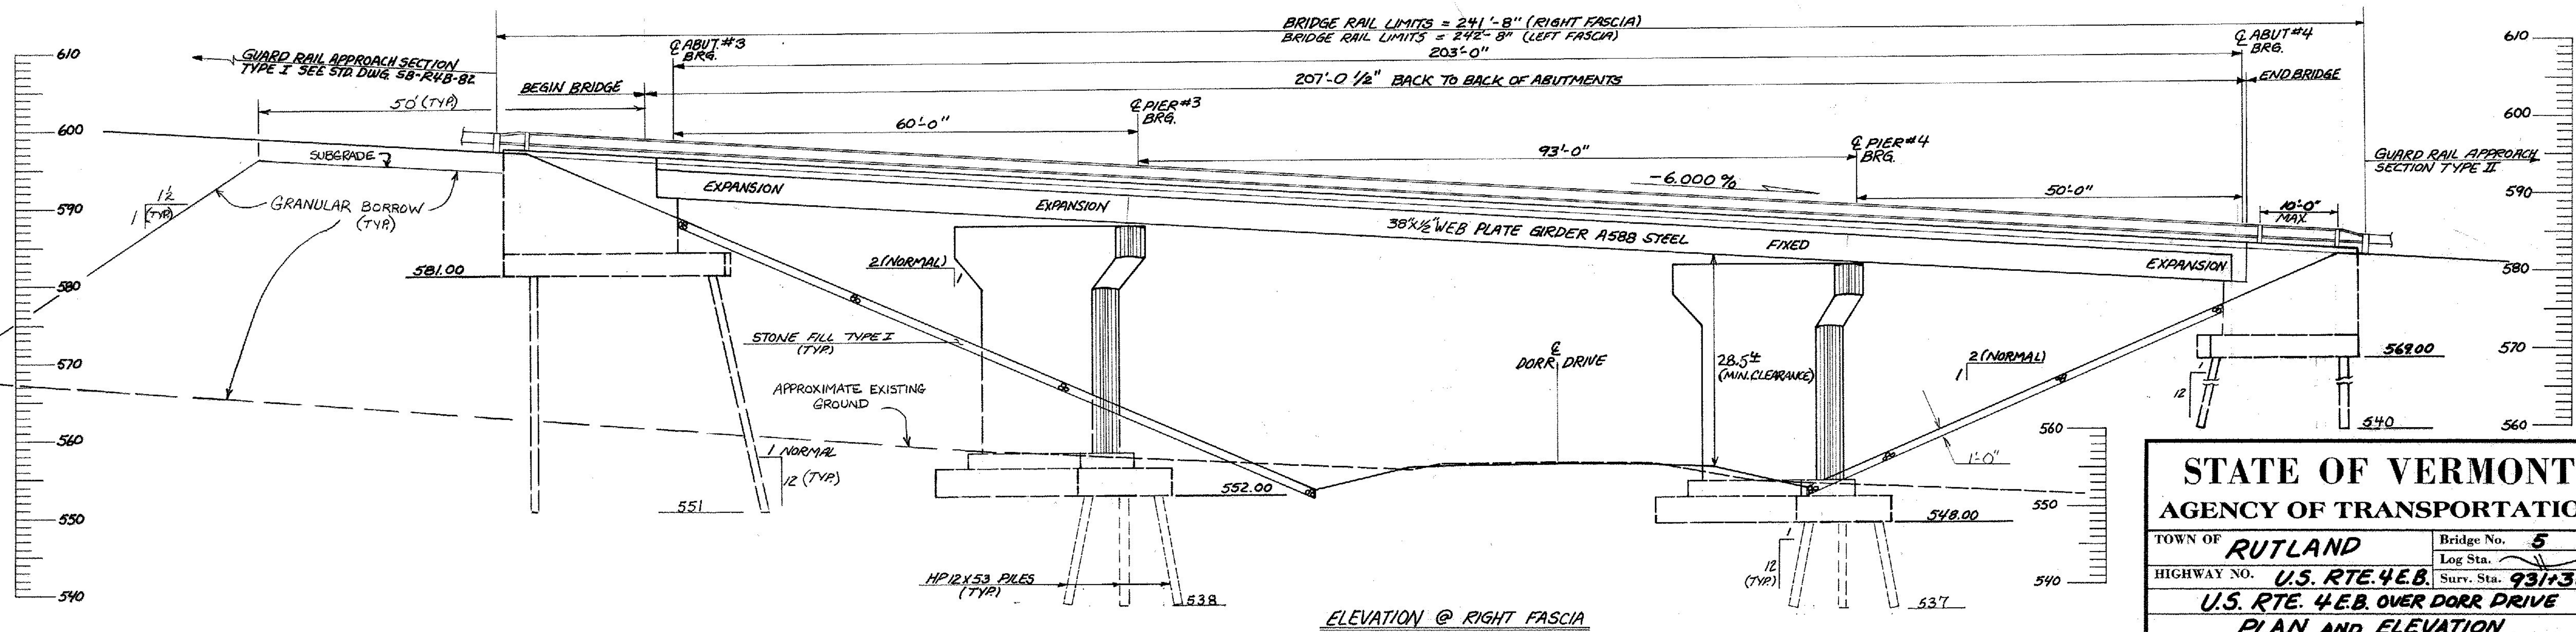 BRIDGE RAIL LIMITS = 241'-8" (RIGHT FASCIA)
BRIDGE RAIL LIMITS = 242'-8" (LEFT FASCIA)
203'-0"
207'-0 1/2" BACK TO BACK OF ABUTMENTS
GUARD RAIL APPROACH SECTION
TYPE I SEE STD. DWG. SB-R4B-82
50' (TYP.)
BEGIN BRIDGE
℄ ABUT.#3
BRG.
60'-0"
℄ PIER#3
BRG.
93'-0"
℄ PIER#4
BRG.
50'-0"
℄ ABUT#4
BRG.
END BRIDGE
GUARD RAIL APPROACH
SECTION TYPE II
10'-0"
MAX.
-6.000 %
610
600
590
580
570
560
550
540
SUBGRADE
1½
1 (TYP.)
GRANULAR BORROW
(TYP.)
EXPANSION
EXPANSION
38"X½" WEB PLATE GIRDER A588 STEEL
FIXED
EXPANSION
581.00
2 (NORMAL)
1
STONE FILL TYPE I
(TYP.)
APPROXIMATE EXISTING
GROUND
1 NORMAL
12 (TYP.)
551
552.00
HP 12X53 PILES
(TYP.)
538
℄
DORR DRIVE
28.5'±
(MIN. CLEARANCE)
2 (NORMAL)
1
1'-0"
548.00
1
12
(TYP.)
537
569.00
1
12
540
610
600
590
580
570
560
560
550
540
ELEVATION @ RIGHT FASCIA
STATE OF VERMONT
AGENCY OF TRANSPORTATIO
TOWN OF RUTLAND
Bridge No. 5
Log Sta.
HIGHWAY NO. U.S. RTE. 4 E.B.
Surv. Sta. 931+3
U.S. RTE. 4 E.B. OVER DORR DRIVE
PLAN AND ELEVATION